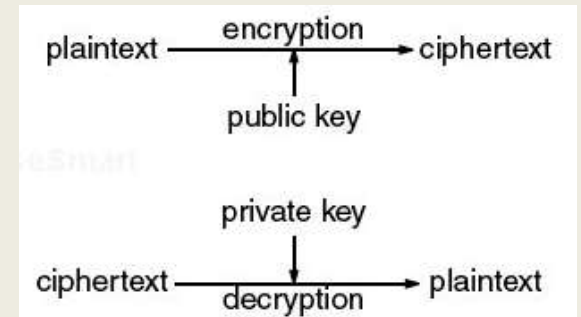 encryption
plaintext ciphertext
public key
private key
ciphertext plaintext
decryption